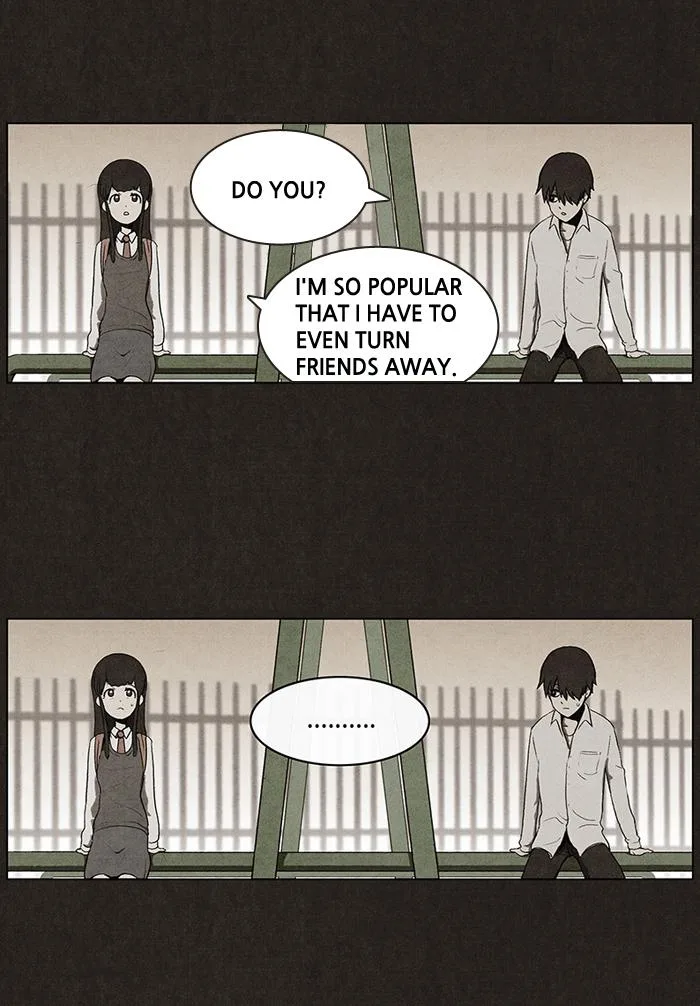 DO YOU?
I'M SO POPULAR
THAT I HAVE TO
EVEN TURN
FRIENDS AWAY.
..........